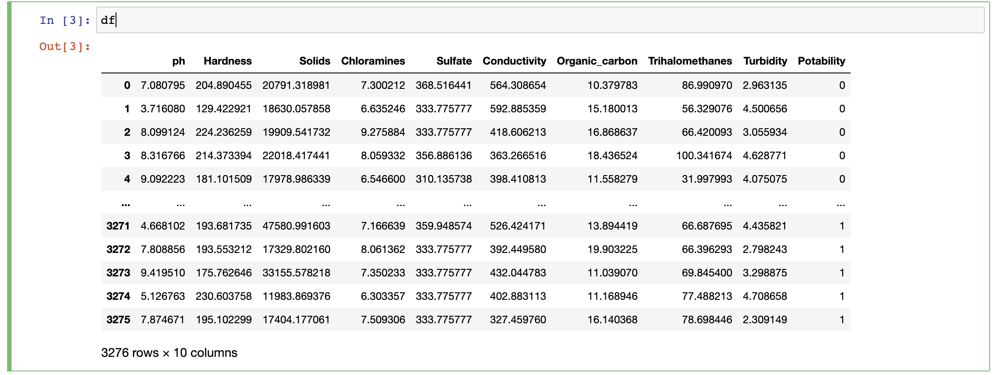 In [3]: df
Out[3]:
ph Hardness Solids Chloramines Sulfate Conductivity Organic_carbon Trihalomethanes Turbidity Potability
0 7.080795 204.890455 20791.318981 7.300212 368.516441 564.308654 10.379783 86.990970 2.963135 0
1 3.716080 129.422921 18630.057858 6.635246 333.775777 592.885359 15.180013 56.329076 4.500656 0
2 8.099124 224.236259 19909.541732 9.275884 333.775777 418.606213 16.868637 66.420093 3.055934 0
3 8.316766 214.373394 22018.417441 8.059332 356.886136 363.266516 18.436524 100.341674 4.628771 0
4 9.092223 181.101509 17978.986339 6.546600 310.135738 398.410813 11.558279 31.997993 4.075075 0
... ... ... ... ... ... ... ... ... ... ...
3271 4.668102 193.681735 47580.991603 7.166639 359.948574 526.424171 13.894419 66.687695 4.435821 1
3272 7.808856 193.553212 17329.802160 8.061362 333.775777 392.449580 19.903225 66.396293 2.798243 1
3273 9.419510 175.762646 33155.578218 7.350233 333.775777 432.044783 11.039070 69.845400 3.298875 1
3274 5.126763 230.603758 11983.869376 6.303357 333.775777 402.883113 11.168946 77.488213 4.708658 1
3275 7.874671 195.102299 17404.177061 7.509306 333.775777 327.459760 16.140368 78.698446 2.309149 1
3276 rows × 10 columns